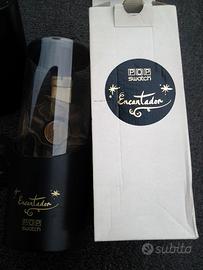 POP
swatch
Encantador
Encantador
POP
swatch
subito